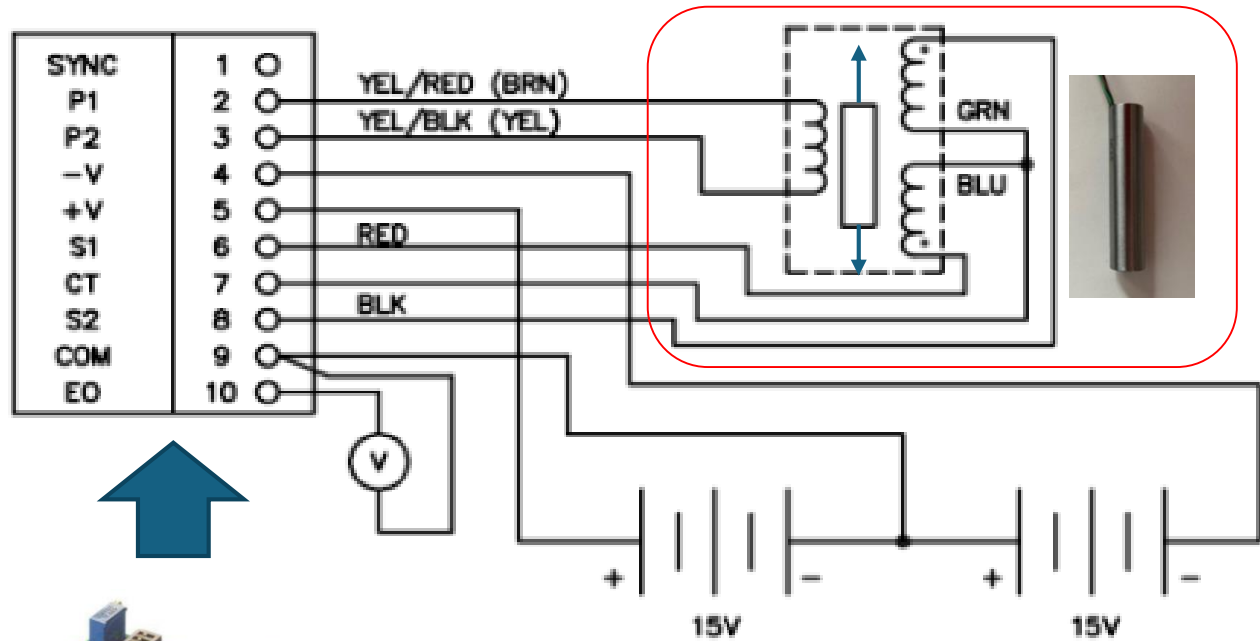 SYNC 1
P1 2
P2 3
−V 4
+V 5
S1 6
CT 7
S2 8
COM 9
EO 10
YEL/RED (BRN)
YEL/BLK (YEL)
RED
BLK
GRN
BLU
V
+ −
15V
+ −
15V